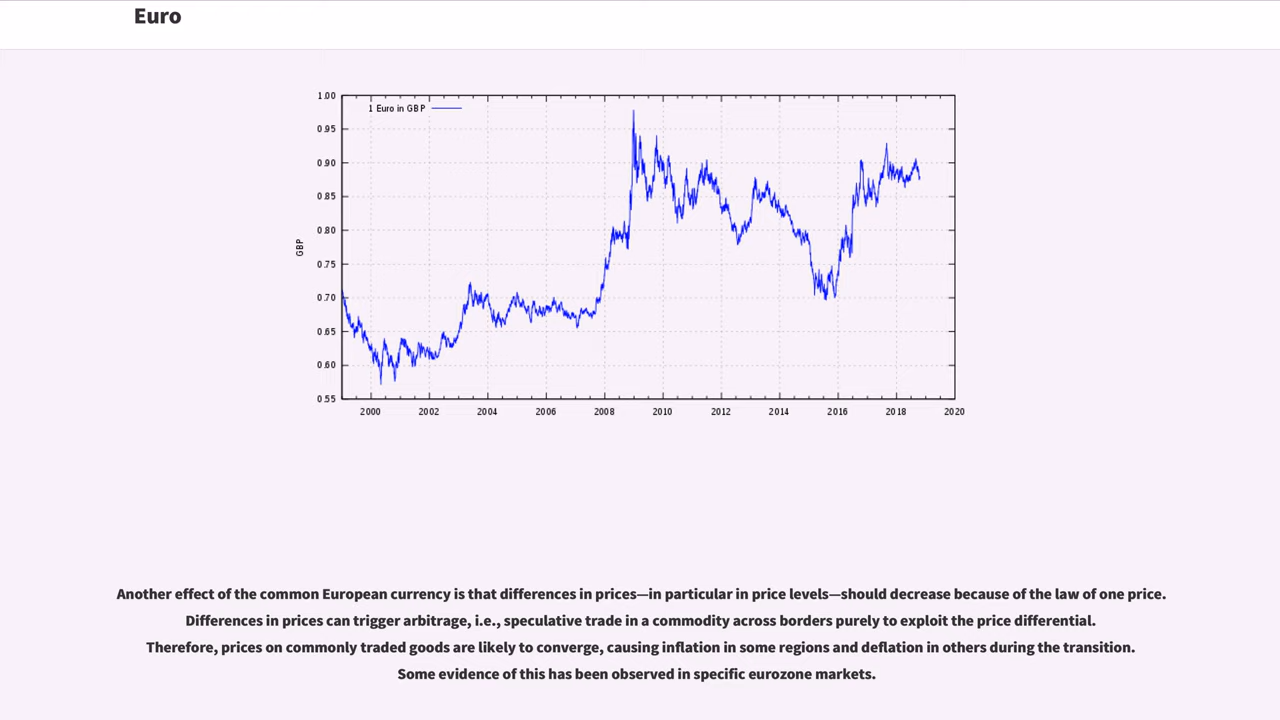 Euro
1 Euro in GBP
1.00
0.95
0.90
0.85
0.80
0.75
0.70
0.65
0.60
0.55
GBP
2000 2002 2004 2006 2008 2010 2012 2014 2016 2018 2020
Another effect of the common European currency is that differences in prices—in particular in price levels—should decrease because of the law of one price.
Differences in prices can trigger arbitrage, i.e., speculative trade in a commodity across borders purely to exploit the price differential.
Therefore, prices on commonly traded goods are likely to converge, causing inflation in some regions and deflation in others during the transition.
Some evidence of this has been observed in specific eurozone markets.